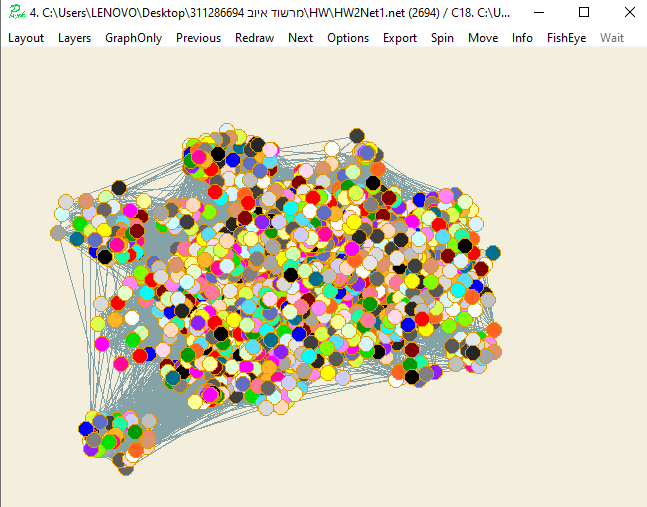 4. C:\Users\LENOVO\Desktop\311286694 מרשוד איוב\HW\HW2Net1.net (2694) / C18. C:\U...
Layout Layers GraphOnly Previous Redraw Next Options Export Spin Move Info FishEye Wait